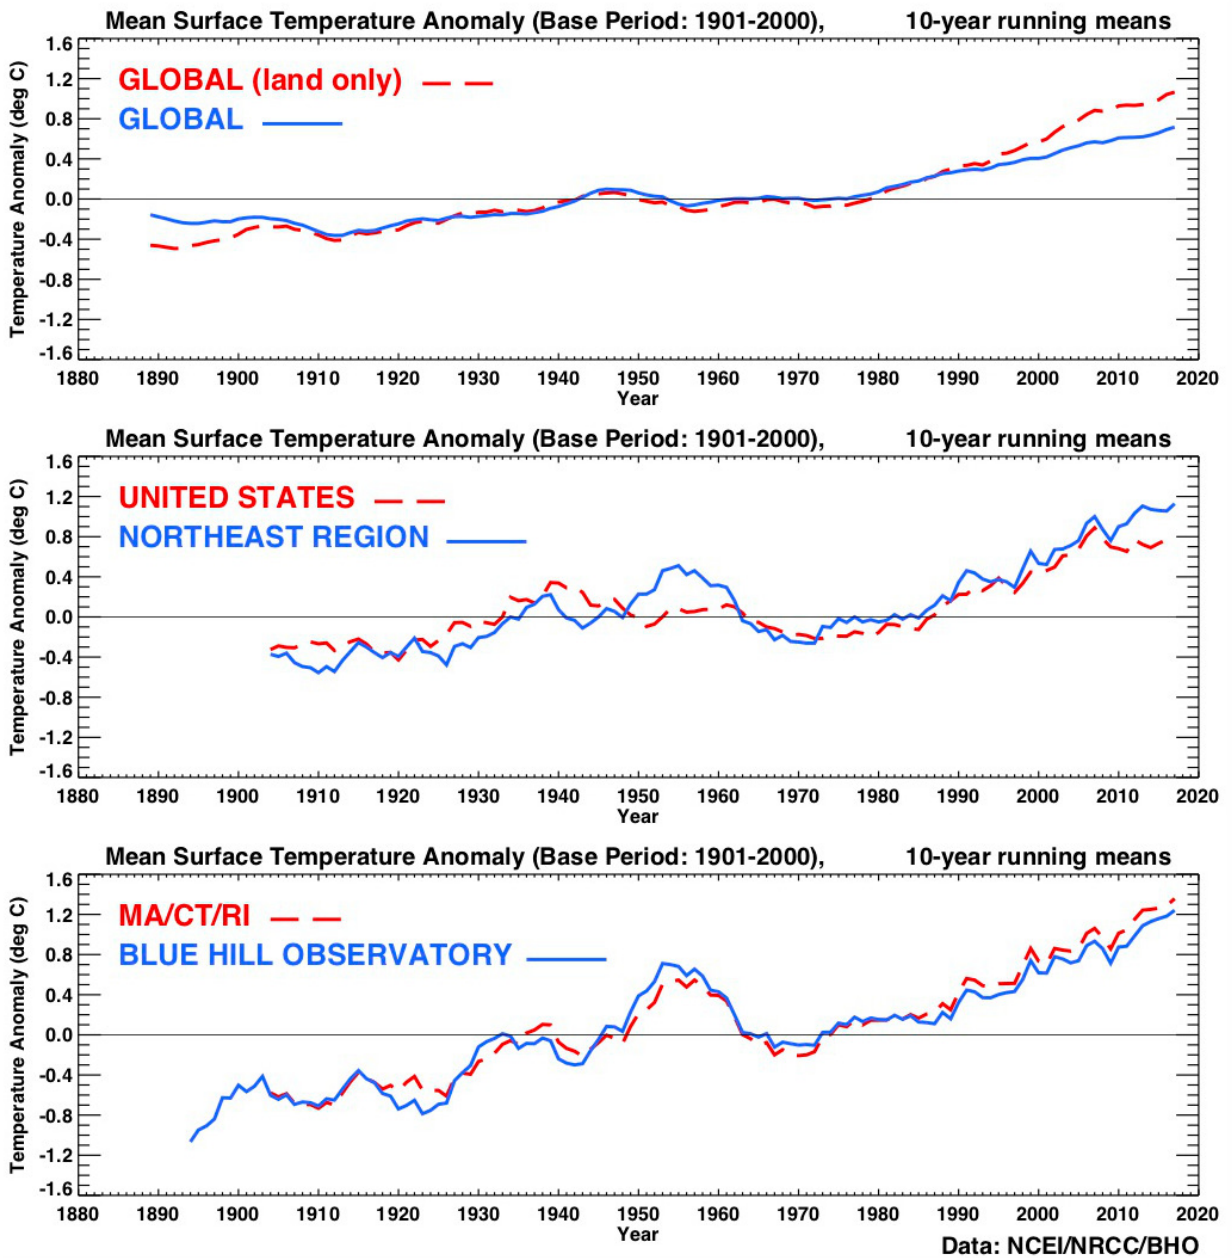 Mean Surface Temperature Anomaly (Base Period: 1901-2000), 10-year running means
1.6
1.2
0.8
0.4
0.0
-0.4
-0.8
-1.2
-1.6
Temperature Anomaly (deg C)
GLOBAL (land only)
GLOBAL
1880 1890 1900 1910 1920 1930 1940 1950 1960 1970 1980 1990 2000 2010 2020
Year
Mean Surface Temperature Anomaly (Base Period: 1901-2000), 10-year running means
1.6
1.2
0.8
0.4
0.0
-0.4
-0.8
-1.2
-1.6
Temperature Anomaly (deg C)
UNITED STATES
NORTHEAST REGION
1880 1890 1900 1910 1920 1930 1940 1950 1960 1970 1980 1990 2000 2010 2020
Year
Mean Surface Temperature Anomaly (Base Period: 1901-2000), 10-year running means
1.6
1.2
0.8
0.4
0.0
-0.4
-0.8
-1.2
-1.6
Temperature Anomaly (deg C)
MA/CT/RI
BLUE HILL OBSERVATORY
1880 1890 1900 1910 1920 1930 1940 1950 1960 1970 1980 1990 2000 2010 2020
Year
Data: NCEI/NRCC/BHO